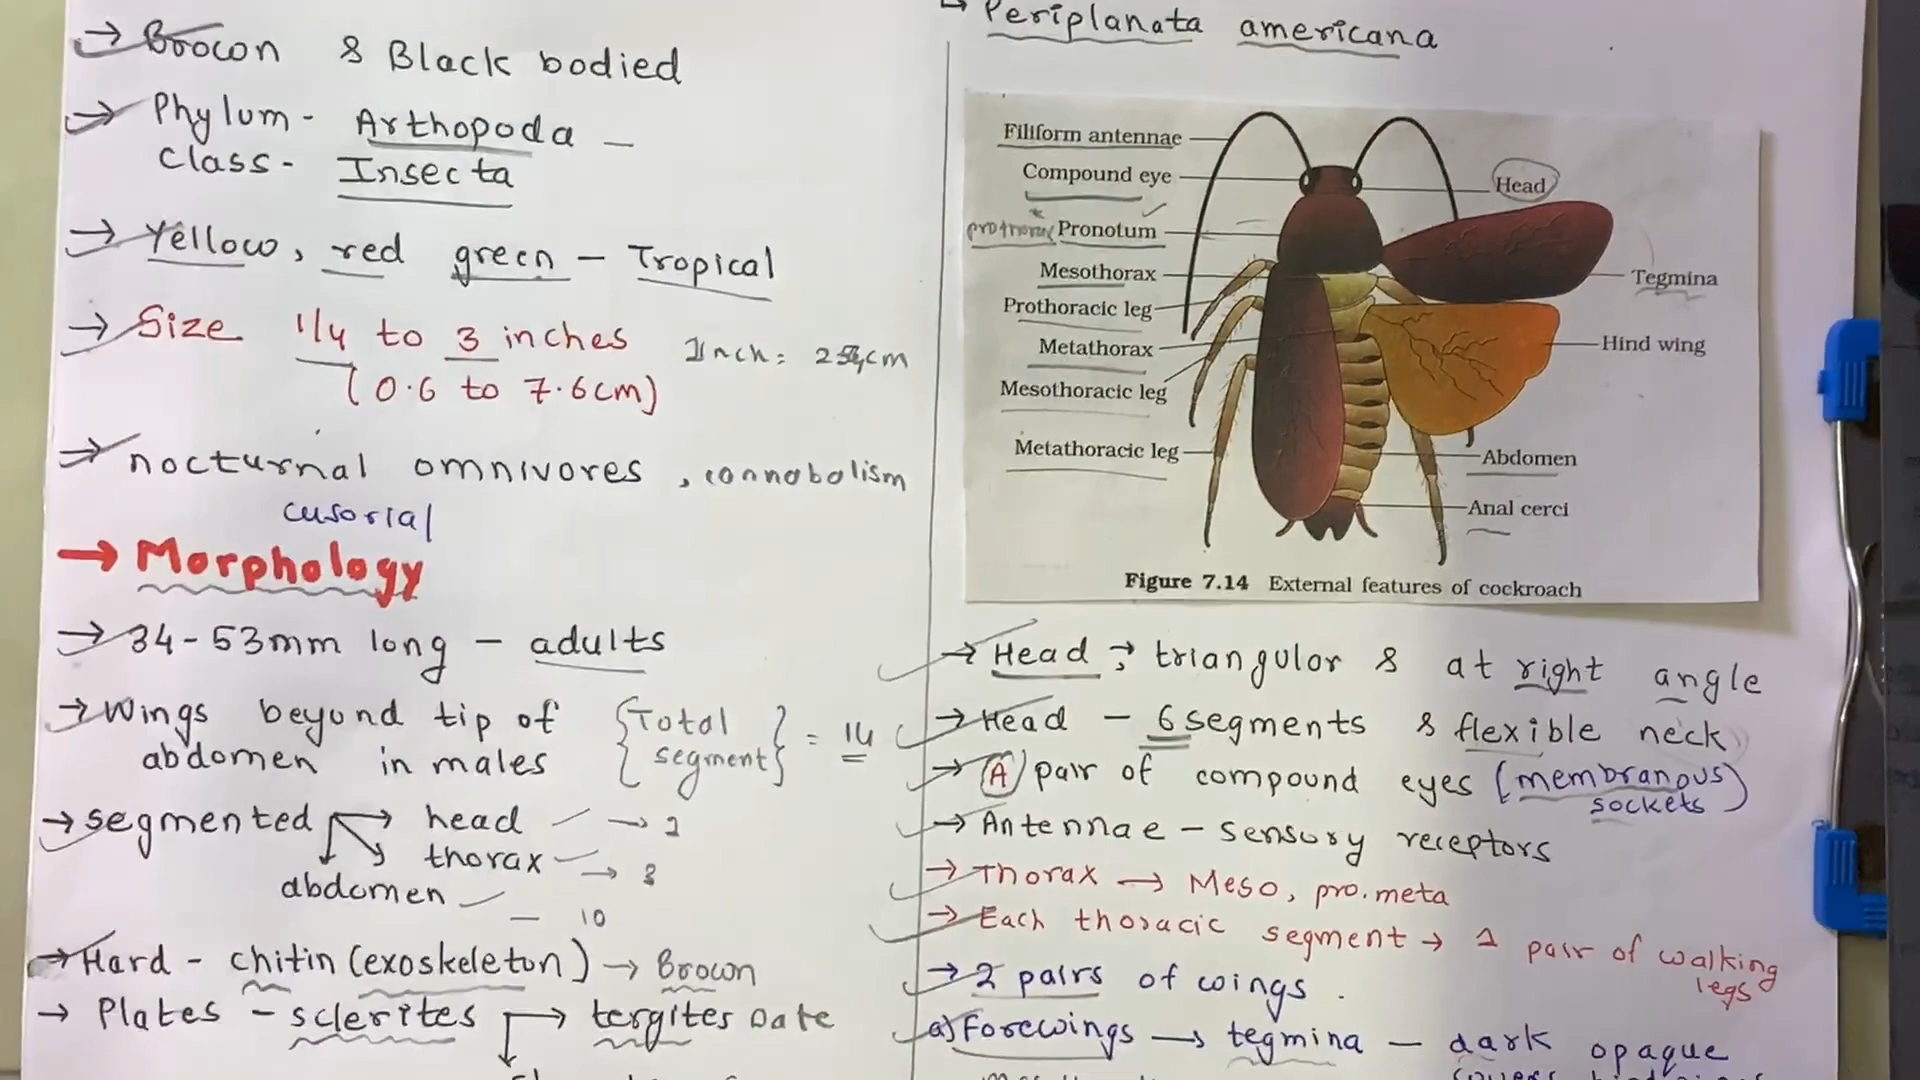 → Brown & Black bodied
→ Phylum - Arthopoda -
class - Insecta
→ Yellow, red green - Tropical
→ Size 1/4 to 3 inches 1 Inch =
(0.6 to 7.6cm)
→ nocturnal omnivores, connobolism
cusorial
→ Morphology
→ 34-53mm long - adults
→ Wings beyond tip of
abdomen in males
{Total segment} = 14
→ segmented → head → 1
thorax → 3
abdomen - 10
→ Hard - chitin (exoskeleton) → Brown
→ Plates - sclerites → tergites
↳ Periplanata americana
Filiform antennae
Compound eye
Head
Pronotum
Mesothorax
Tegmina
Prothoracic leg
Metathorax
Hind wing
Mesothoracic leg
Metathoracic leg
Abdomen
Anal cerci
Figure 7.14 External features of cockroach
→ Head → triangulor & at right angle
→ Head - 6 segments & flexible neck
→ A pair of compound eyes (membranous)
sockets
→ Antennae - sensory receptors
→ Thorax → Meso, pro. meta
→ Each thoracic segment → 1 pair of walking
legs
→ 2 pairs of wings.
a) Forewings → tegmina - dark opaque